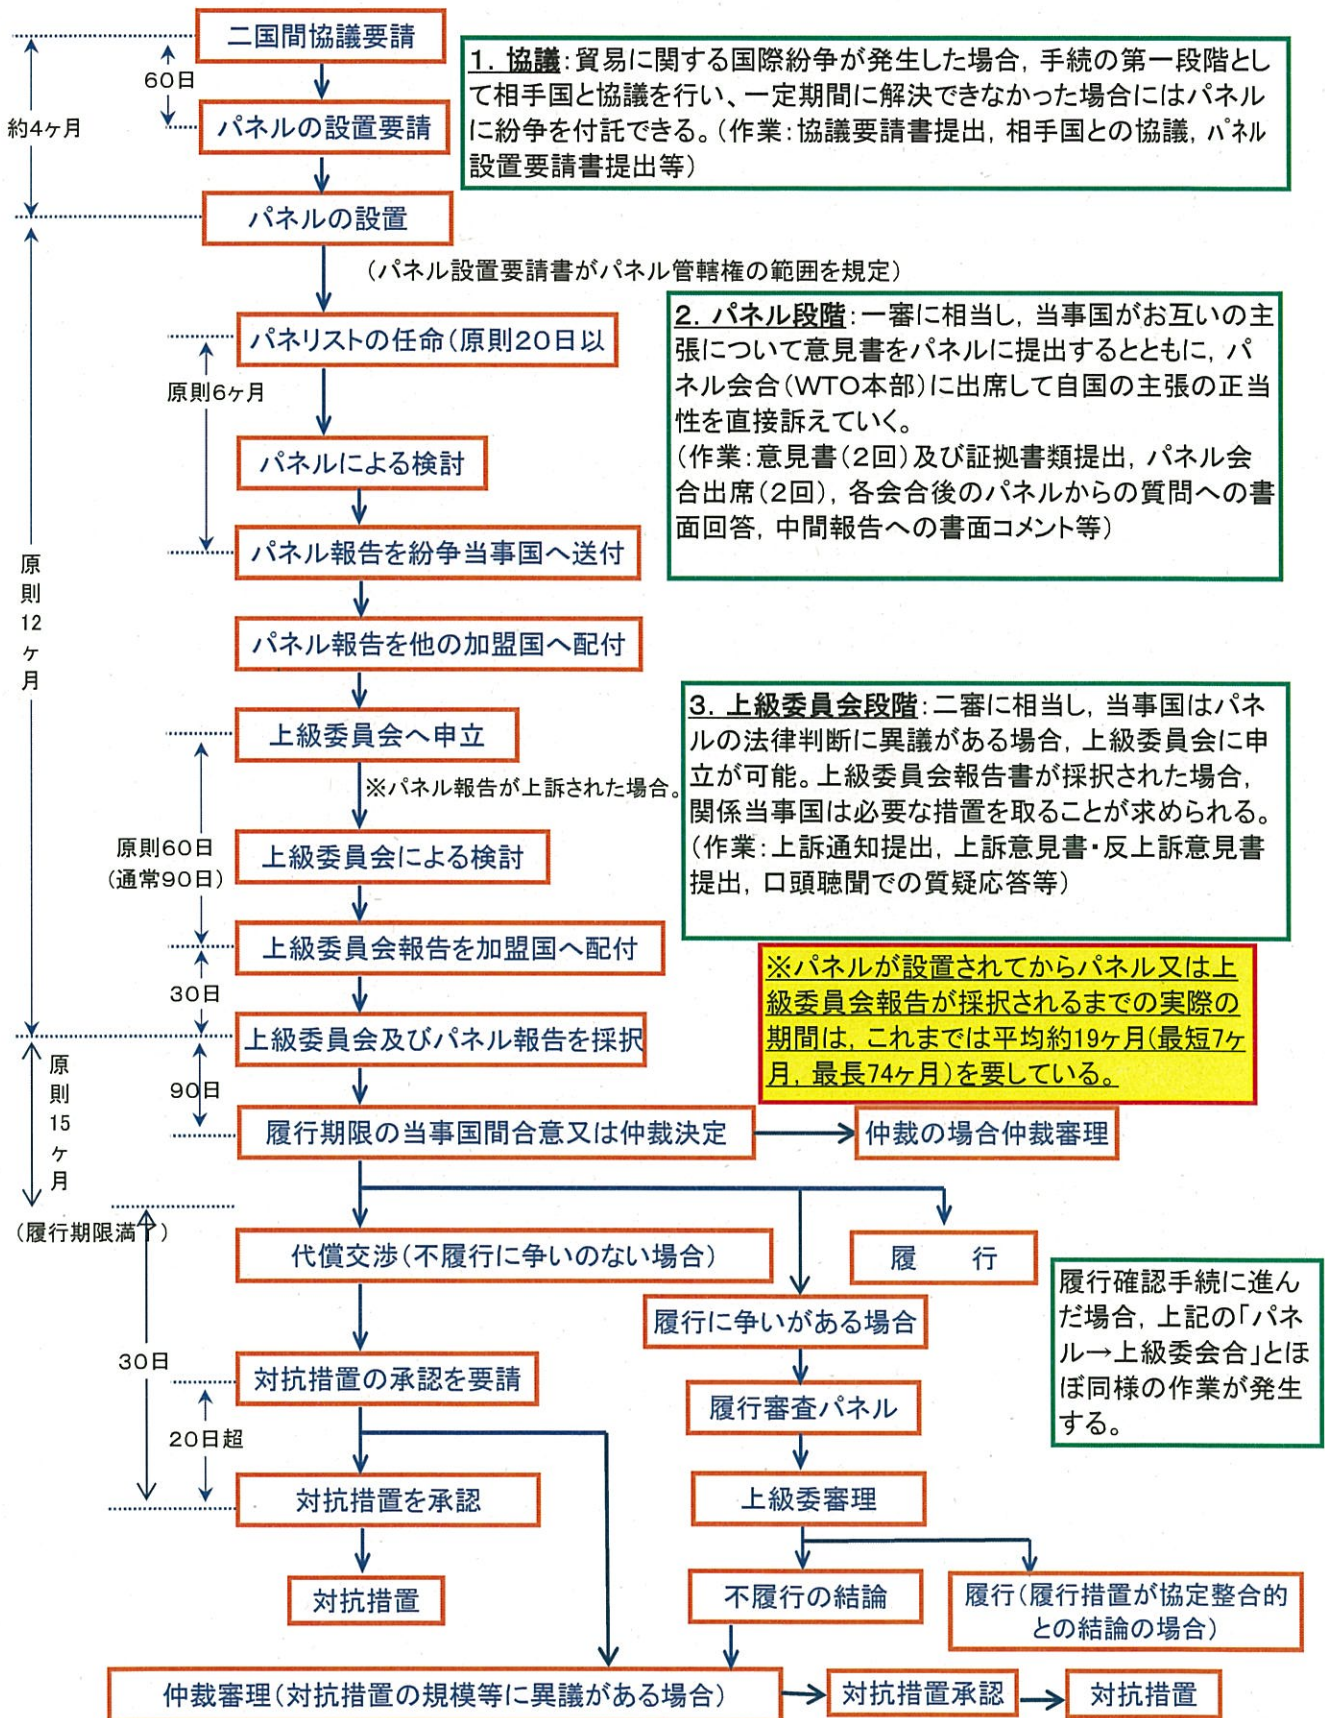 二国間協議要請
60日
約4ヶ月
パネルの設置要請
1. 協議：貿易に関する国際紛争が発生した場合，手続の第一段階とし
て相手国と協議を行い、一定期間に解決できなかった場合にはパネル
に紛争を付託できる。（作業：協議要請書提出，相手国との協議，パネル
設置要請書提出等）
パネルの設置
（パネル設置要請書がパネル管轄権の範囲を規定）
パネリストの任命（原則20日以
原則6ヶ月
パネルによる検討
パネル報告を紛争当事国へ送付
2. パネル段階：一審に相当し，当事国がお互いの主
張について意見書をパネルに提出するとともに，パ
ネル会合（WTO本部）に出席して自国の主張の正当
性を直接訴えていく。
（作業：意見書（2回）及び証拠書類提出，パネル会
合出席（2回），各会合後のパネルからの質問への書
面回答，中間報告への書面コメント等）
原則12ヶ月
パネル報告を他の加盟国へ配付
上級委員会へ申立
※パネル報告が上訴された場合。
原則60日
（通常90日）
上級委員会による検討
3. 上級委員会段階：二審に相当し，当事国はパネ
ルの法律判断に異議がある場合，上級委員会に申
立が可能。上級委員会報告書が採択された場合，
関係当事国は必要な措置を取ることが求められる。
（作業：上訴通知提出，上訴意見書・反上訴意見書
提出，口頭聴聞での質疑応答等）
上級委員会報告を加盟国へ配付
30日
上級委員会及びパネル報告を採択
※パネルが設置されてからパネル又は上
級委員会報告が採択されるまでの実際の
期間は，これまでは平均約19ヶ月（最短7ヶ
月，最長74ヶ月）を要している。
原則15ヶ月
90日
履行期限の当事国間合意又は仲裁決定
仲裁の場合仲裁審理
（履行期限満了）
代償交渉（不履行に争いのない場合）
履　行
履行に争いがある場合
履行確認手続に進ん
だ場合，上記の「パネ
ル→上級委会合」とほ
ぼ同様の作業が発生
する。
30日
対抗措置の承認を要請
履行審査パネル
20日超
対抗措置を承認
上級委審理
対抗措置
不履行の結論
履行（履行措置が協定整合的
との結論の場合）
仲裁審理（対抗措置の規模等に異議がある場合）
対抗措置承認
対抗措置